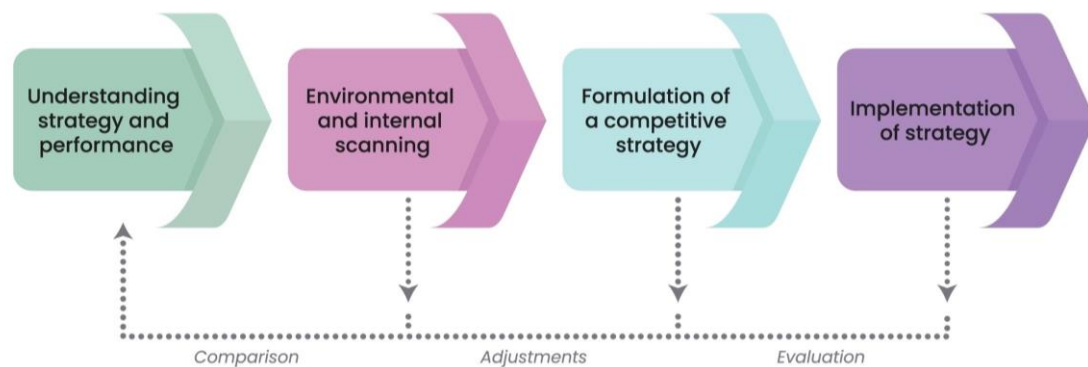 Understanding
strategy and
performance
Environmental
and internal
scanning
Formulation of
a competitive
strategy
Implementation
of strategy
Comparison
Adjustments
Evaluation